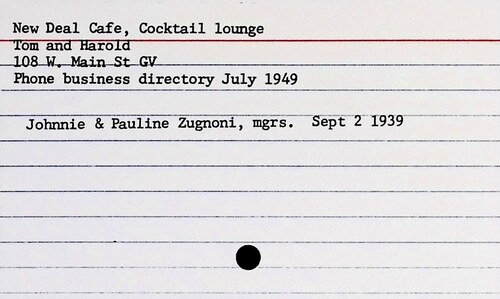 New Deal Cafe, Cocktail lounge
Tom and Harold
108 W. Main St GV
Phone business directory July 1949
Johnnie & Pauline Zugnoni, mgrs. Sept 2 1939